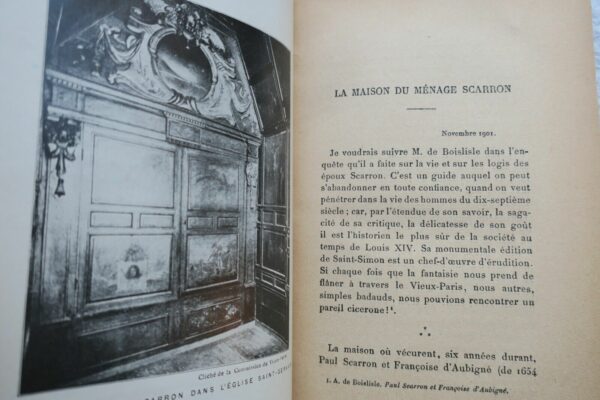 Cliché de la Commission du Vieux-Paris
SCARRON DANS L'ÉGLISE SAINT-
LA MAISON DU MÉNAGE SCARRON
Novembre 1901.
Je voudrais suivre M. de Boislisle dans l'en-
quête qu'il a faite sur la vie et sur les logis des
époux Scarron. C'est un guide auquel on peut
s'abandonner en toute confiance, quand on veut
pénétrer dans la vie des hommes du dix-septième
siècle ; car, par l'étendue de son savoir, la saga-
cité de sa critique, la délicatesse de son goût
il est l'historien le plus sûr de la société au
temps de Louis XIV. Sa monumentale édition
de Saint-Simon est un chef-d'œuvre d'érudition.
Si chaque fois que la fantaisie nous prend de
flâner à travers le Vieux-Paris, nous autres,
simples badauds, nous pouvions rencontrer un
pareil cicerone !¹.
La maison où vécurent, six années durant,
Paul Scarron et Françoise d'Aubigné (de 1654
1. A. de Boislisle. Paul Scarron et Françoise d'Aubigné.